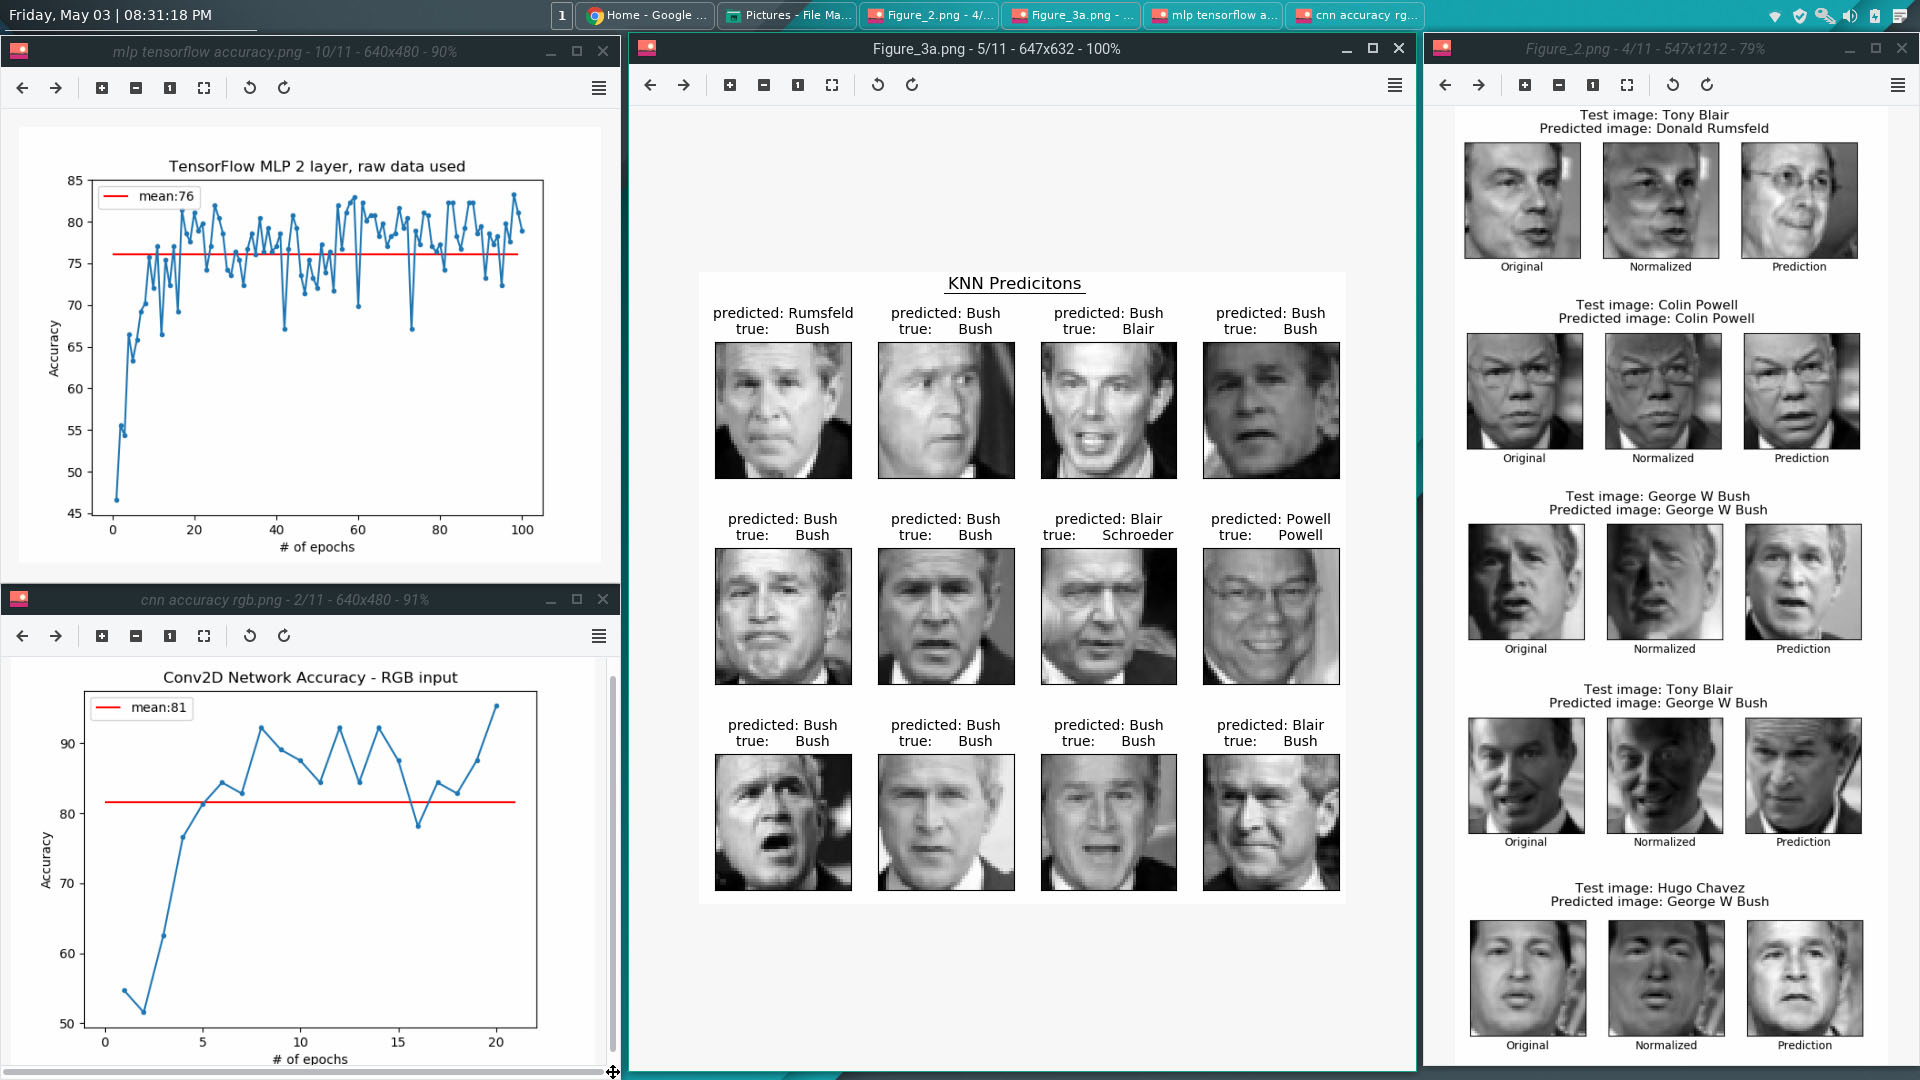 Friday, May 03 | 08:31:18 PM
1
Home - Google ...
Pictures - File Ma...
Figure_2.png - 4/...
Figure_3a.png - ...
mlp tensorflow a...
cnn accuracy rg...
mlp tensorflow accuracy.png - 10/11 - 640x480 - 90%
TensorFlow MLP 2 layer, raw data used
mean:76
85
80
75
70
65
60
55
50
45
Accuracy
0 20 40 60 80 100
# of epochs
cnn accuracy rgb.png - 2/11 - 640x480 - 91%
Conv2D Network Accuracy - RGB input
mean:81
90
80
70
60
50
Accuracy
0 5 10 15 20
# of epochs
Figure_3a.png - 5/11 - 647x632 - 100%
KNN Predicitons
predicted: Rumsfeld
true: Bush
predicted: Bush
true: Bush
predicted: Bush
true: Blair
predicted: Bush
true: Bush
predicted: Bush
true: Bush
predicted: Bush
true: Bush
predicted: Blair
true: Schroeder
predicted: Powell
true: Powell
predicted: Bush
true: Bush
predicted: Bush
true: Bush
predicted: Bush
true: Bush
predicted: Blair
true: Bush
Figure_2.png - 4/11 - 547x1212 - 79%
Test image: Tony Blair
Predicted image: Donald Rumsfeld
Original Normalized Prediction
Test image: Colin Powell
Predicted image: Colin Powell
Original Normalized Prediction
Test image: George W Bush
Predicted image: George W Bush
Original Normalized Prediction
Test image: Tony Blair
Predicted image: George W Bush
Original Normalized Prediction
Test image: Hugo Chavez
Predicted image: George W Bush
Original Normalized Prediction